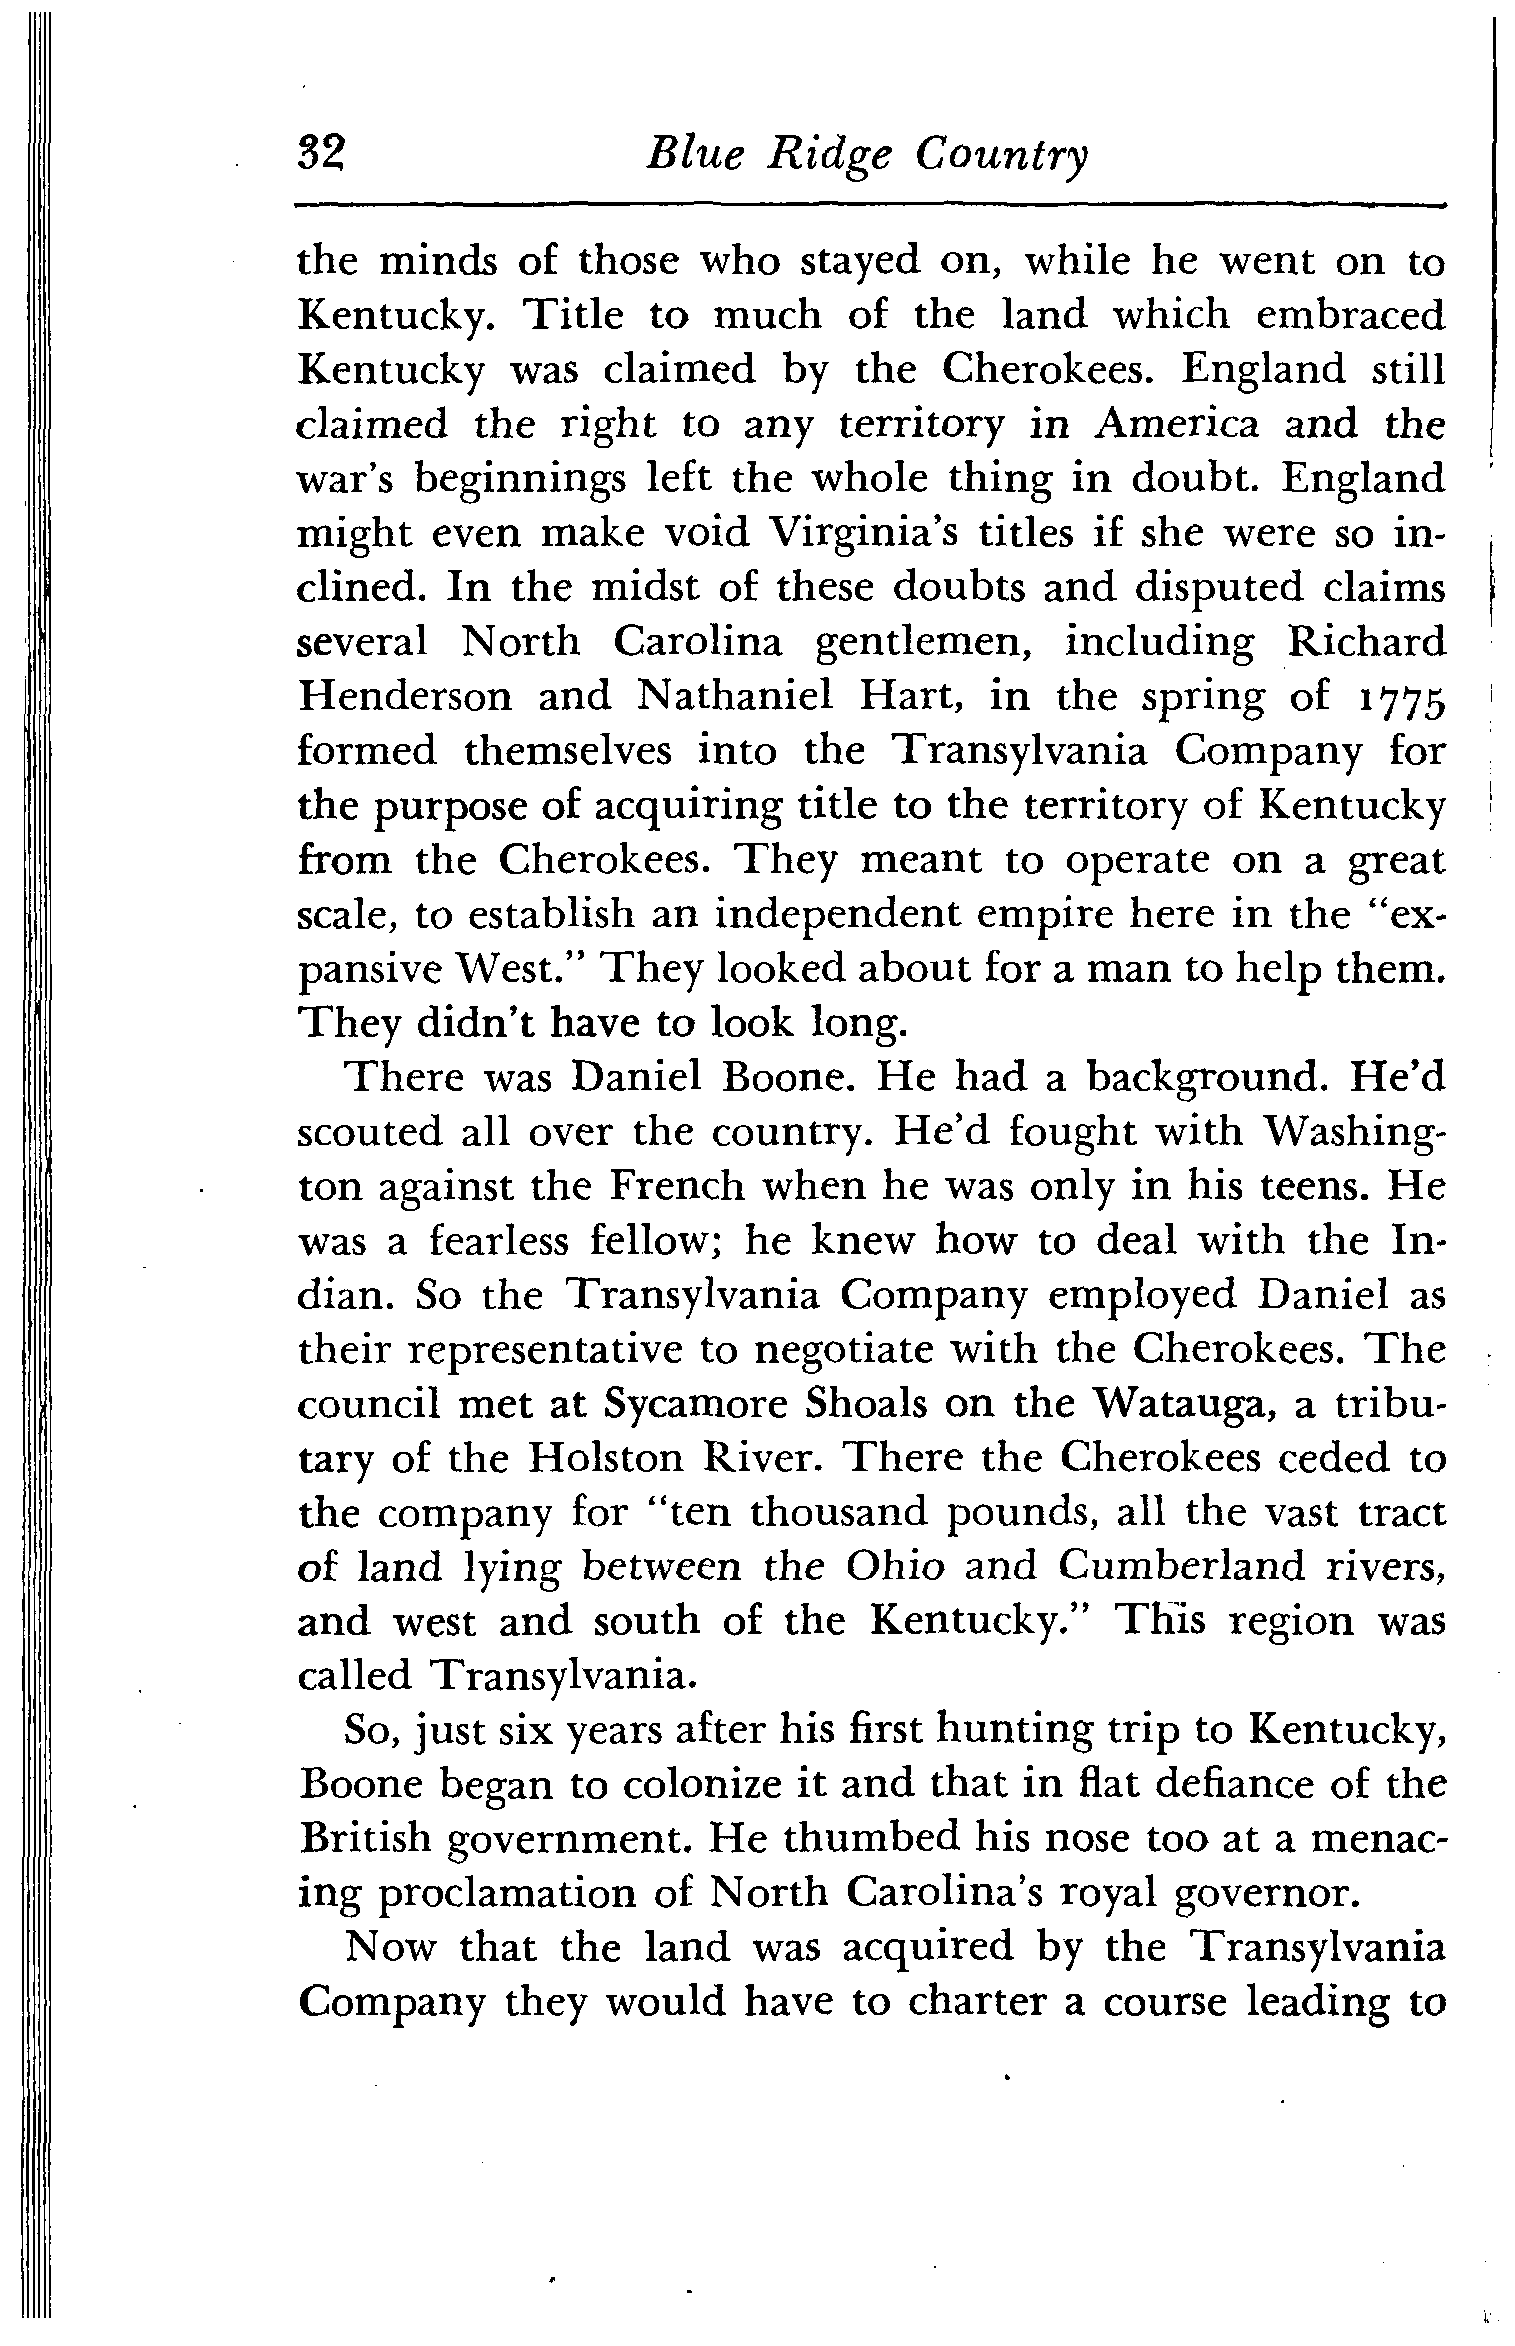 32 Blue Ridge Country
the minds of those who stayed on, while he went on to
Kentucky. Title to much of the land which embraced
Kentucky was claimed by the Cherokees. England still
claimed the right to any territory in America and the
war's beginnings left the whole thing in doubt. England
might even make void Virginia's titles if she were so in-
clined. In the midst of these doubts and disputed claims
several North Carolina gentlemen, including Richard
Henderson and Nathaniel Hart, in the spring of 1775
formed themselves into the Transylvania Company for
the purpose of acquiring title to the territory of Kentucky
from the Cherokees. They meant to operate on a great
scale, to establish an independent empire here in the "ex-
pansive West." They looked about for a man to help them.
They didn't have to look long.
There was Daniel Boone. He had a background. He'd
scouted all over the country. He'd fought with Washing-
ton against the French when he was only in his teens. He
was a fearless fellow; he knew how to deal with the In-
dian. So the Transylvania Company employed Daniel as
their representative to negotiate with the Cherokees. The
council met at Sycamore Shoals on the Watauga, a tribu-
tary of the Holston River. There the Cherokees ceded to
the company for "ten thousand pounds, all the vast tract
of land lying between the Ohio and Cumberland rivers,
and west and south of the Kentucky." This region was
called Transylvania.
So, just six years after his first hunting trip to Kentucky,
Boone began to colonize it and that in flat defiance of the
British government. He thumbed his nose too at a menac-
ing proclamation of North Carolina's royal governor.
Now that the land was acquired by the Transylvania
Company they would have to charter a course leading to